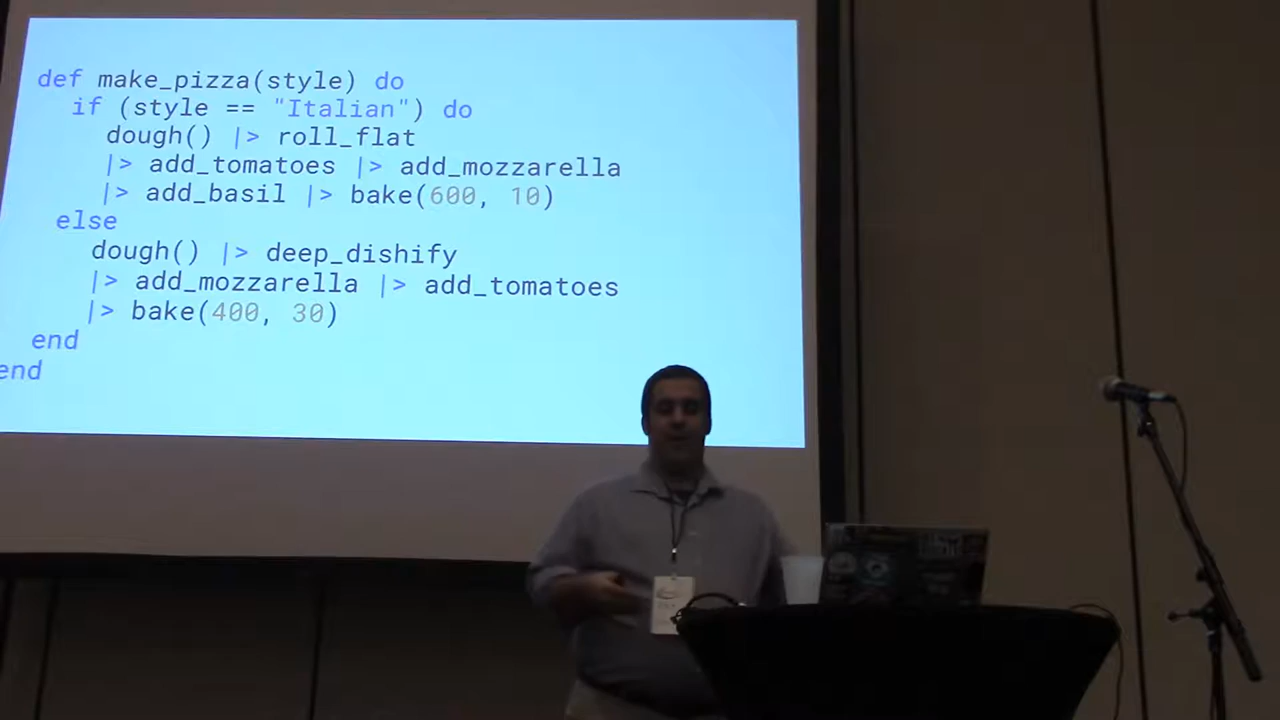 def make_pizza(style) do
if (style == "Italian") do
dough() |> roll_flat
|> add_tomatoes |> add_mozzarella
|> add_basil |> bake(600, 10)
else
dough() |> deep_dishify
|> add_mozzarella |> add_tomatoes
|> bake(400, 30)
end
end